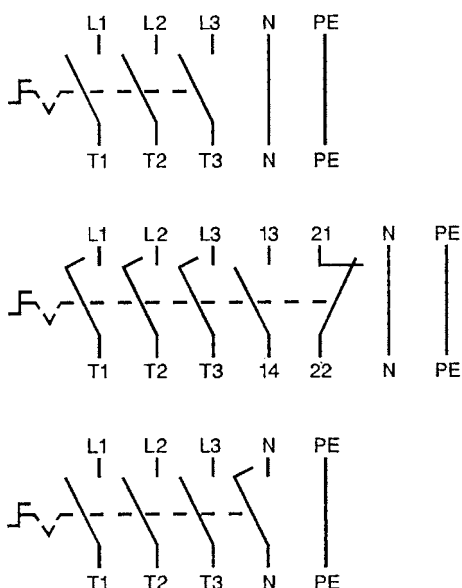 L1 L2 L3 N PE
T1 T2 T3 N PE
L1 L2 L3 13 21 N PE
T1 T2 T3 14 22 N PE
L1 L2 L3 N PE
T1 T2 T3 N PE